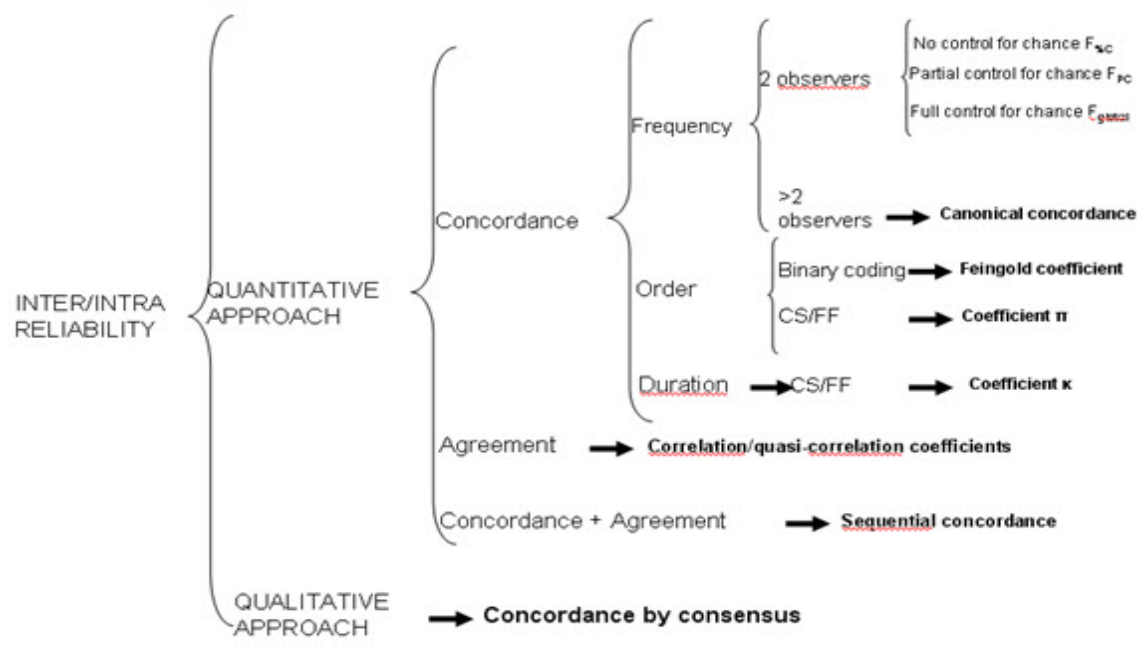 No control for chance F%C
2 observers
Partial control for chance FPC
Full control for chance Fglobal
Frequency
>2
observers
Canonical concordance
Concordance
Binary coding
Feingold coefficient
Order
CS/FF
Coefficient π
INTER/INTRA
RELIABILITY
QUANTITATIVE
APPROACH
Duration
CS/FF
Coefficient κ
Agreement
Correlation/quasi-correlation coefficients
Concordance + Agreement
Sequential concordance
QUALITATIVE
APPROACH
Concordance by consensus